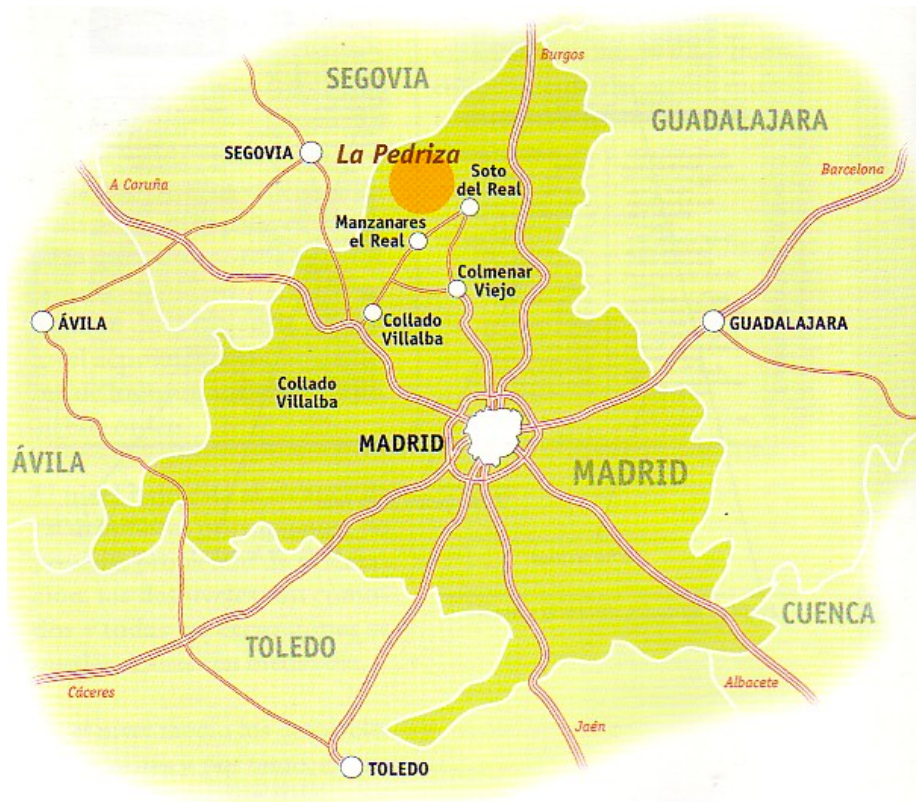 Burgos
SEGOVIA
GUADALAJARA
SEGOVIA
La Pedriza
Barcelona
A Coruña
Soto
del Real
Manzanares
el Real
Colmenar
Viejo
ÁVILA
Collado
Villalba
GUADALAJARA
Collado
Villalba
MADRID
ÁVILA
MADRID
CUENCA
TOLEDO
Cáceres
Albacete
Jaén
TOLEDO